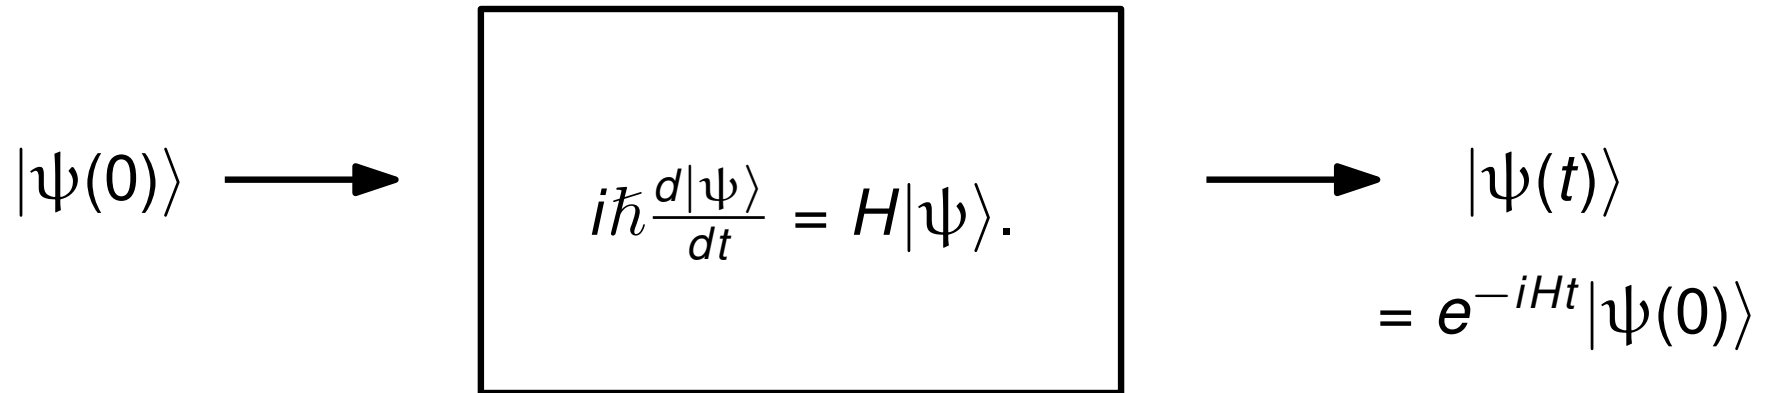 |ψ(0)⟩
iħ d|ψ⟩/dt = H|ψ⟩.
|ψ(t)⟩
= e^{−iHt}|ψ(0)⟩